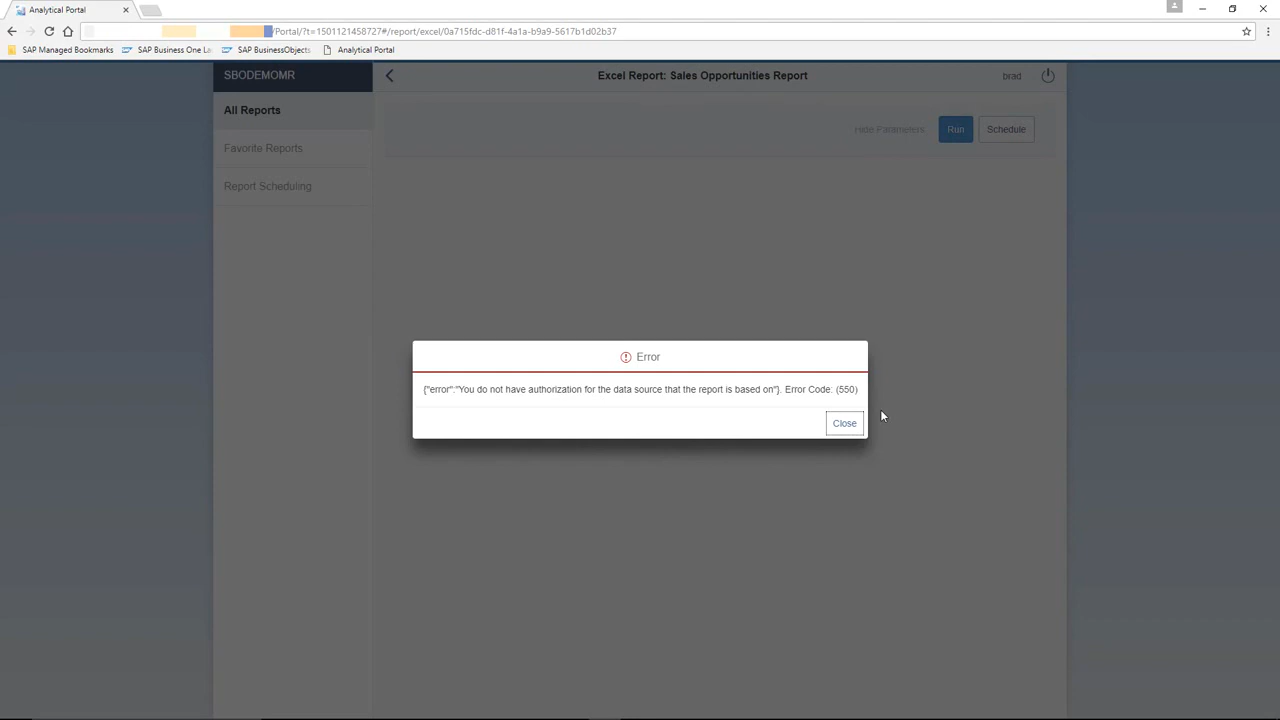 Analytical Portal
/Portal/?t=1501121458727#/report/excel/0a715fdc-d81f-4a1a-b9a9-5617b1d02b37
SAP Managed Bookmarks SAP Business One La SAP BusinessObjects Analytical Portal
SBODEMOMR Excel Report: Sales Opportunities Report brad
All Reports
Hide Parameters Run Schedule
Favorite Reports
Report Scheduling
Error
{"error":"You do not have authorization for the data source that the report is based on"}. Error Code: (550)
Close